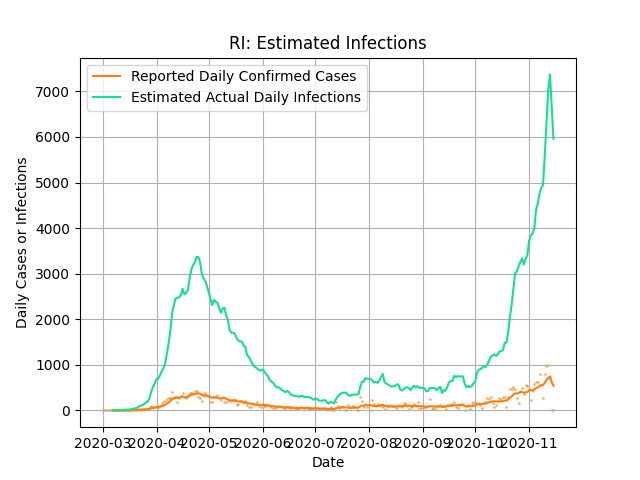 RI: Estimated Infections
Reported Daily Confirmed Cases
Estimated Actual Daily Infections
Daily Cases or Infections
7000
6000
5000
4000
3000
2000
1000
0
2020-03 2020-04 2020-05 2020-06 2020-07 2020-08 2020-09 2020-10 2020-11
Date